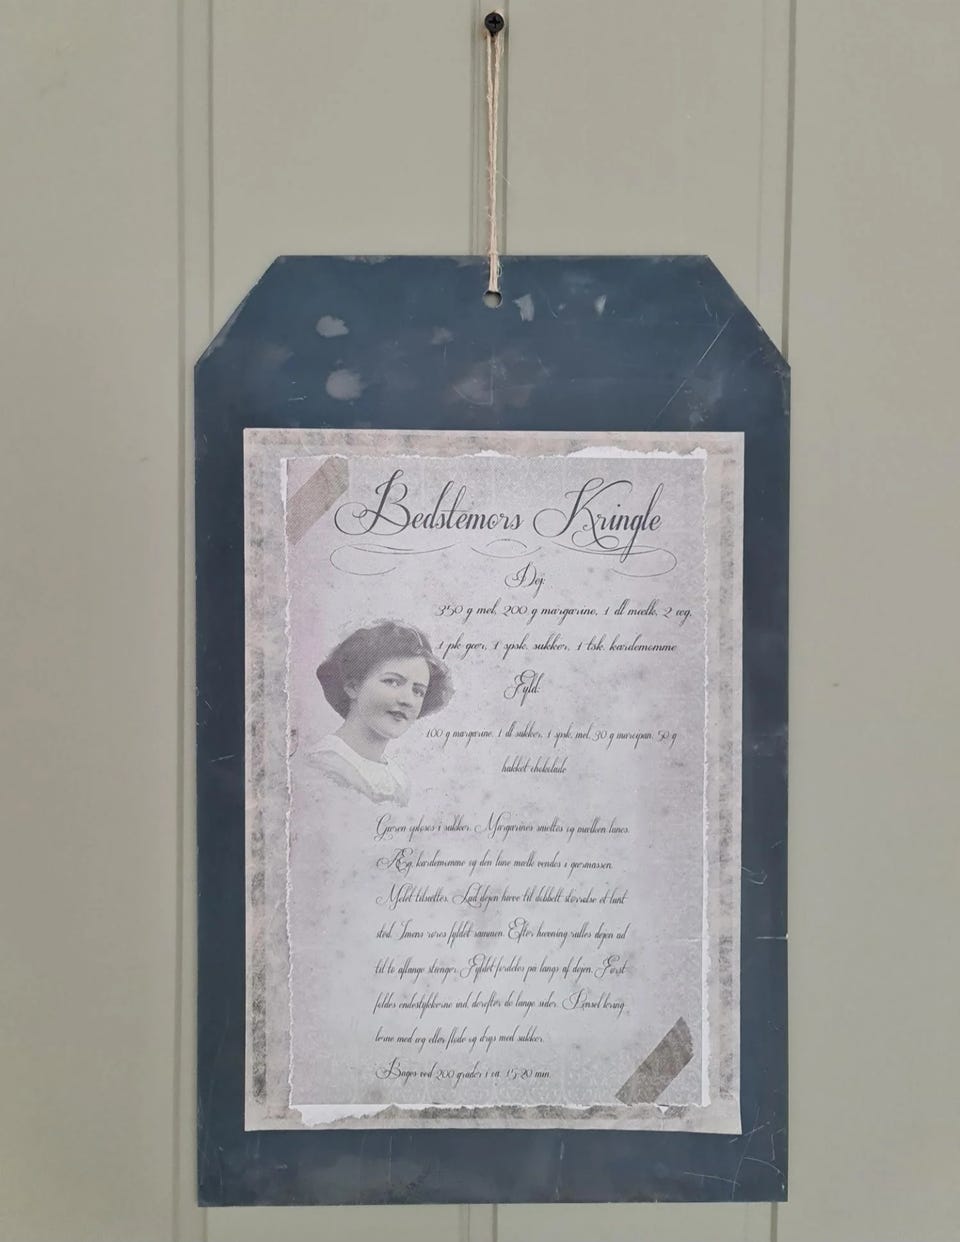 Bedstemors Kringle
Dej:
350 g mel, 200 g margarine, 1 dl mælk, 2 æg,
1 pk gær, 1 spsk. sukker, 1 tsk. kardemomme
Fyld:
100 g margarine, 1 dl sukker, 1 spsk. mel, 30 g marcipan, 50 g
hakket chokolade
Gæren opløses i sukker. Margarinen smeltes og mælken lunes.
Æg, kardemomme og den lune mælk vendes i gærmassen.
Melet tilsættes. Lad dejen hæve til dobbelt størrelse et lunt
sted. Imens røres fyldet sammen. Efter hævning rulles dejen ud
til to aflange stænger. Fyldet fordeles på langs af dejen. Først
foldes endestykkerne ind, derefter de lange sider. Pensel kring
lerne med æg eller fløde og drys med sukker.
Bages ved 200 grader i ca. 15-20 min